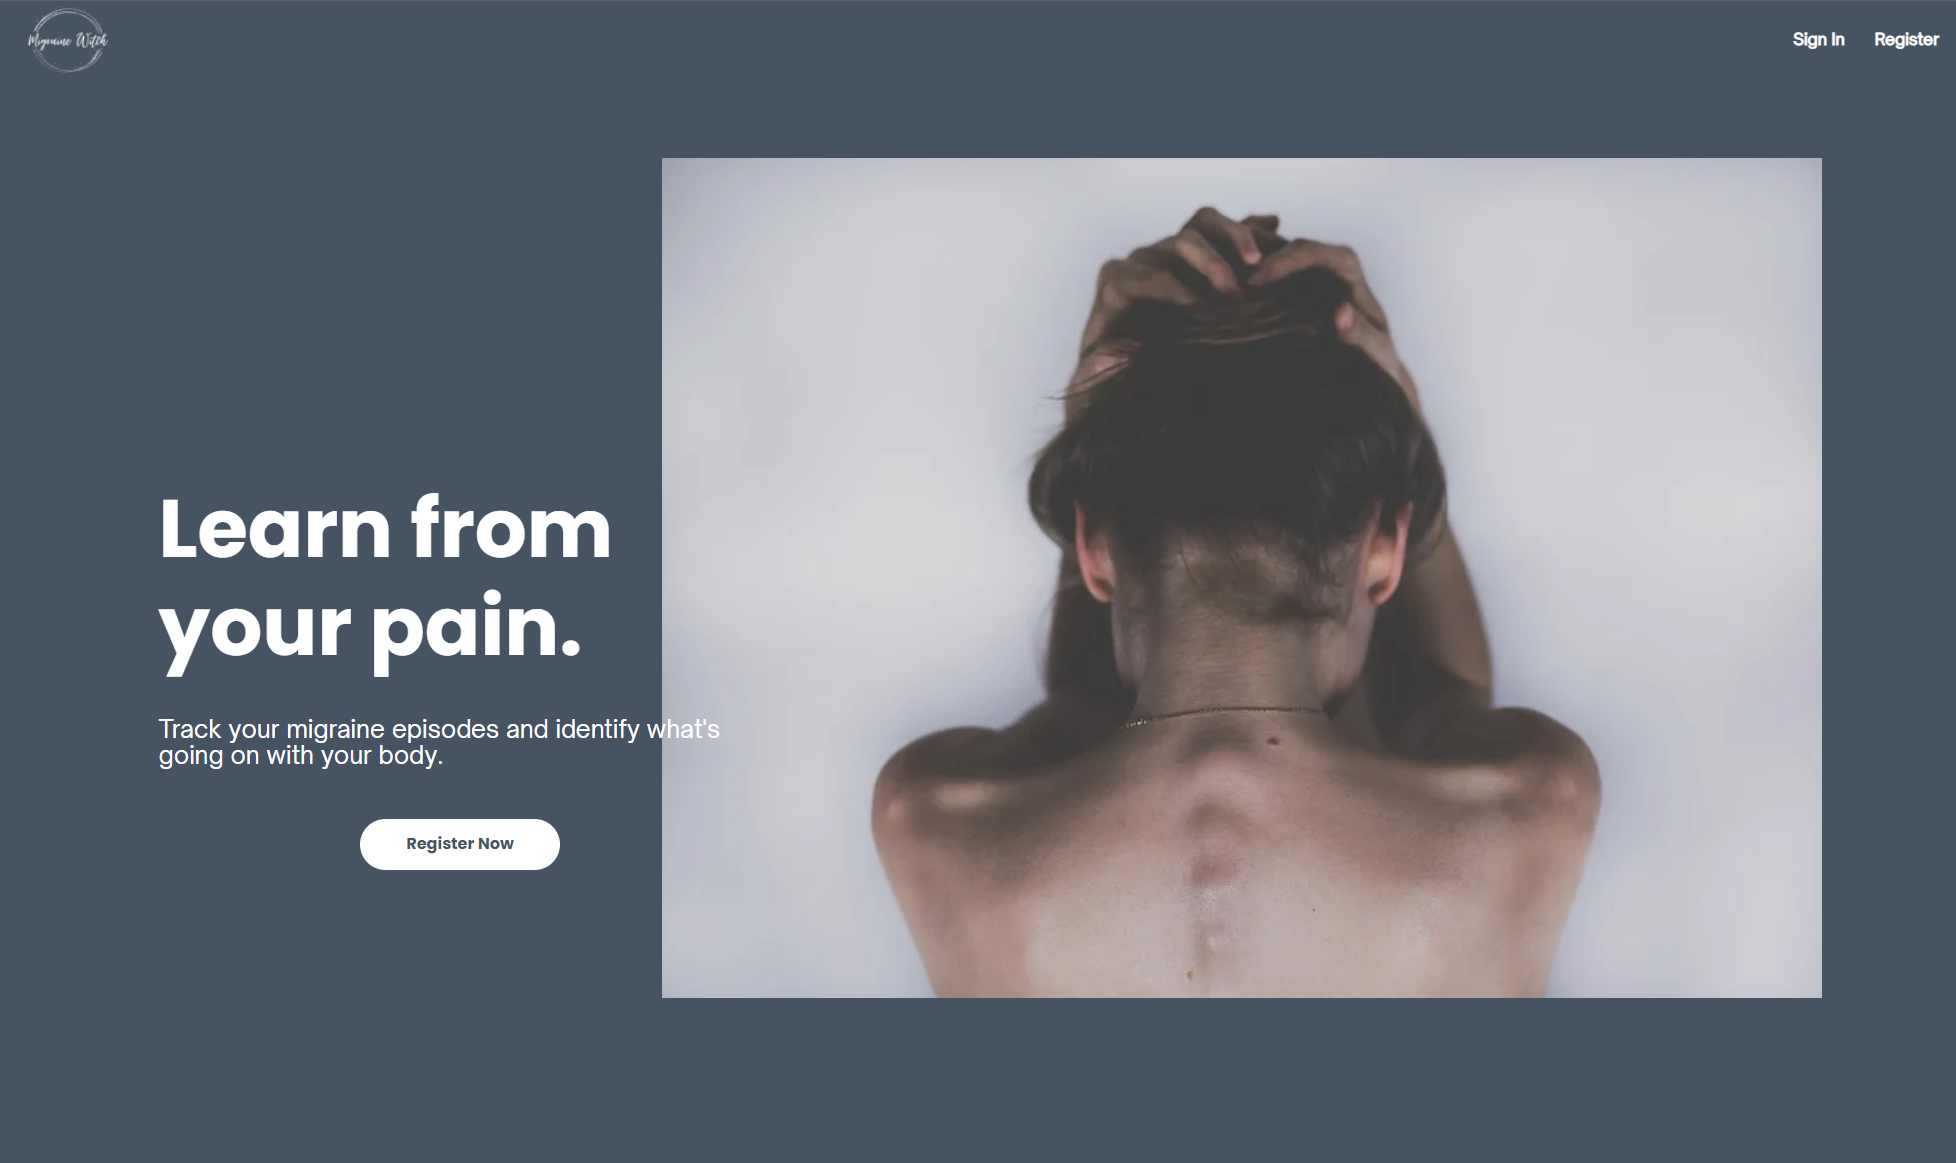 Migraine Witch
Sign In
Register
Learn from
your pain.
Track your migraine episodes and identify what's
going on with your body.
Register Now